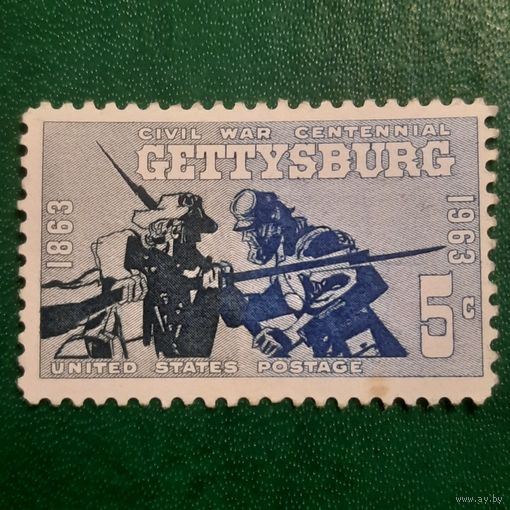 CIVIL WAR CENTENNIAL
GETTYSBURG
1863
1963
5c
UNITED STATES POSTAGE
www.ay.by